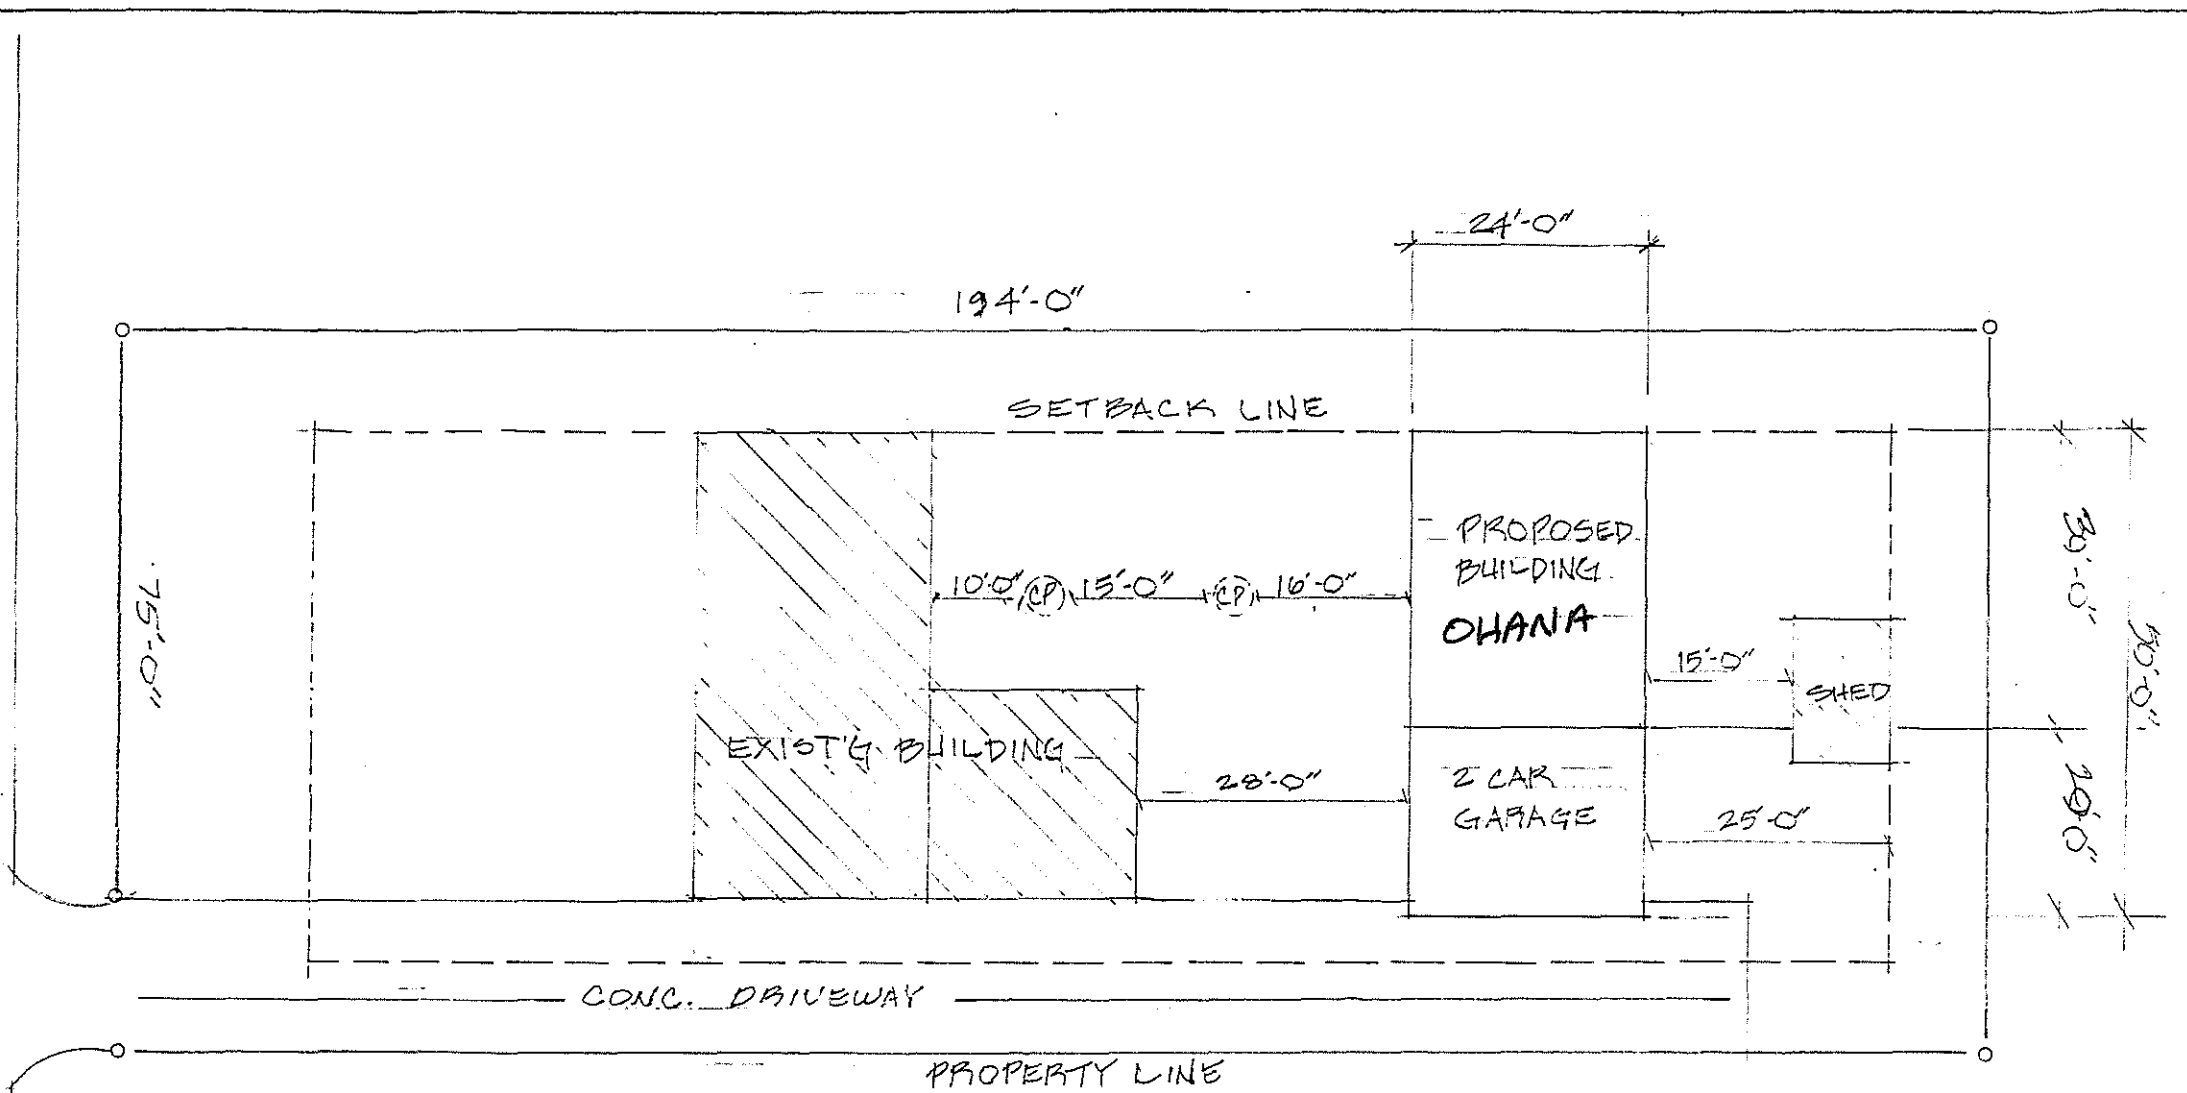 24'-0"
194'-0"
SETBACK LINE
PROPOSED
BUILDING
OHANA
10'0" CP 15'-0" CP 16'-0"
30'-0"
50'-0"
75'-0"
15'-0"
SHED
EXIST'G BUILDING
28'-0"
2 CAR
GARAGE
25'-0"
CONC. DRIVEWAY
PROPERTY LINE